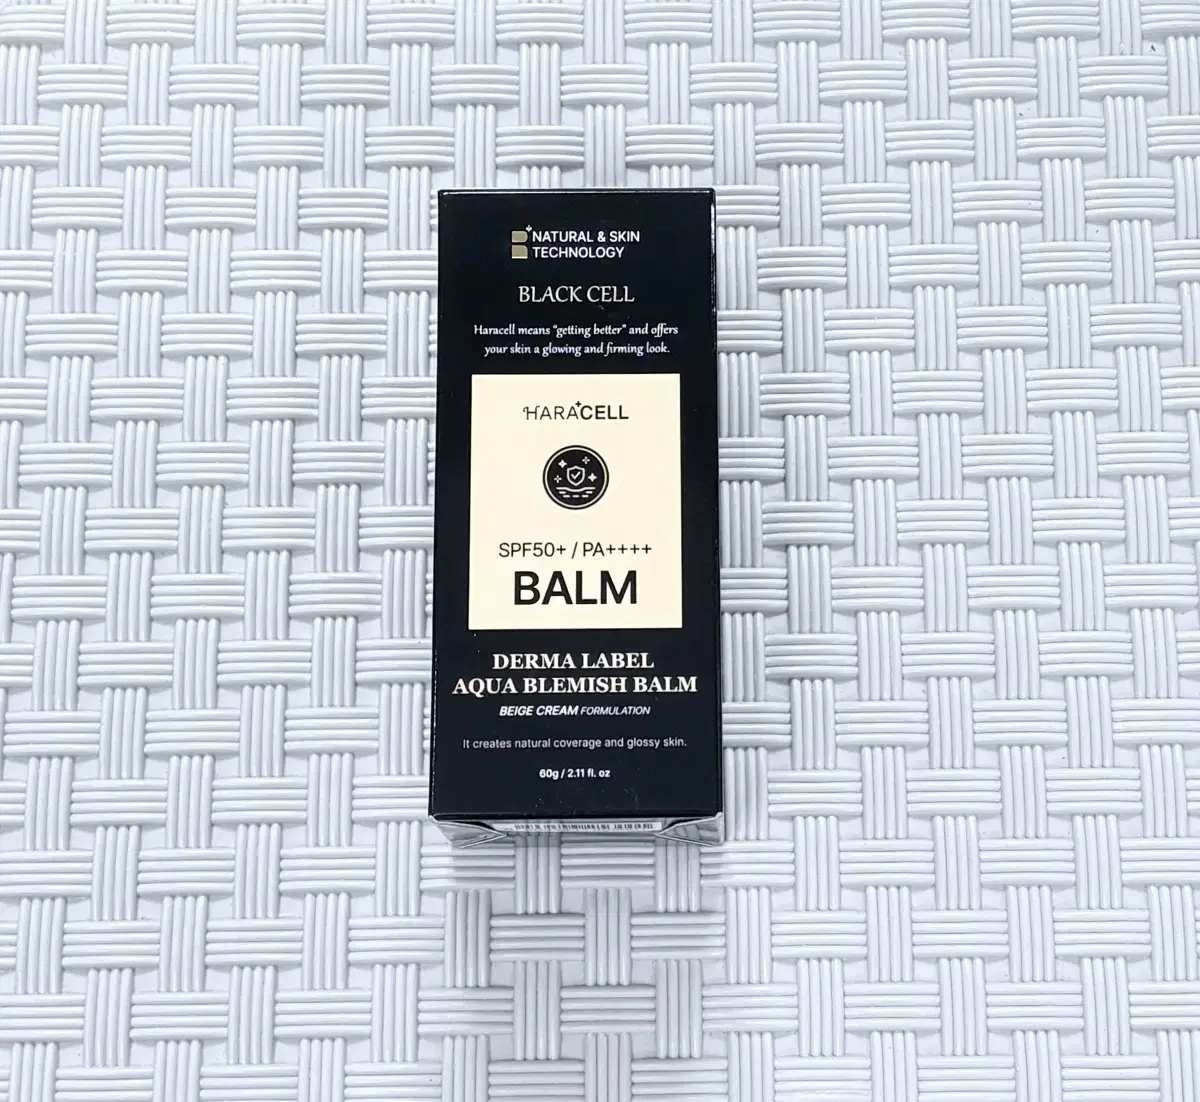 NATURAL & SKIN
TECHNOLOGY
BLACK CELL
Haracell means "getting better" and offers
your skin a glowing and firming look.
HARACELL
SPF50+ / PA++++
BALM
DERMA LABEL
AQUA BLEMISH BALM
BEIGE CREAM FORMULATION
It creates natural coverage and glossy skin.
60g / 2.11 fl. oz